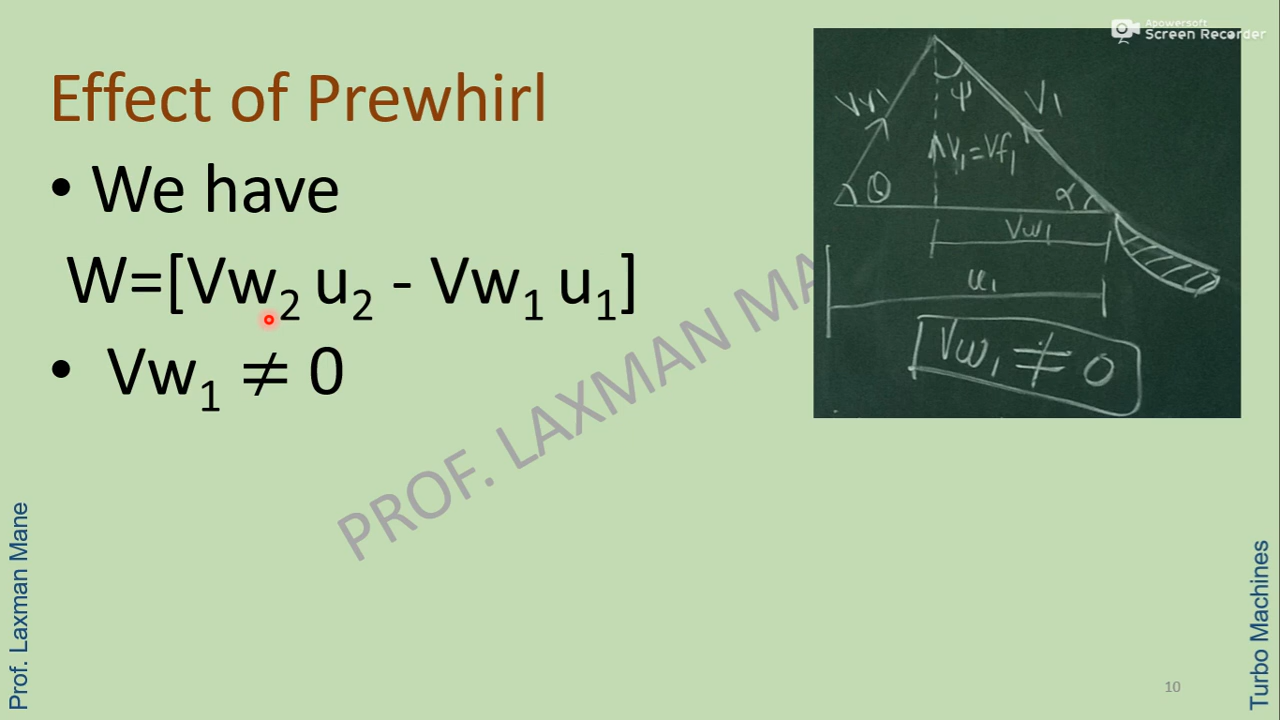 Apowersoft
Screen Recorder
Effect of Prewhirl
• We have
W=[Vw₂ u₂ - Vw₁ u₁]
• Vw₁ ≠ 0
Vr1
ψ
V1
V₁=Vf₁
θ
α
Vw₁
u₁
Vw₁ ≠ 0
PROF. LAXMAN MA
Prof. Laxman Mane
Turbo Machines
10